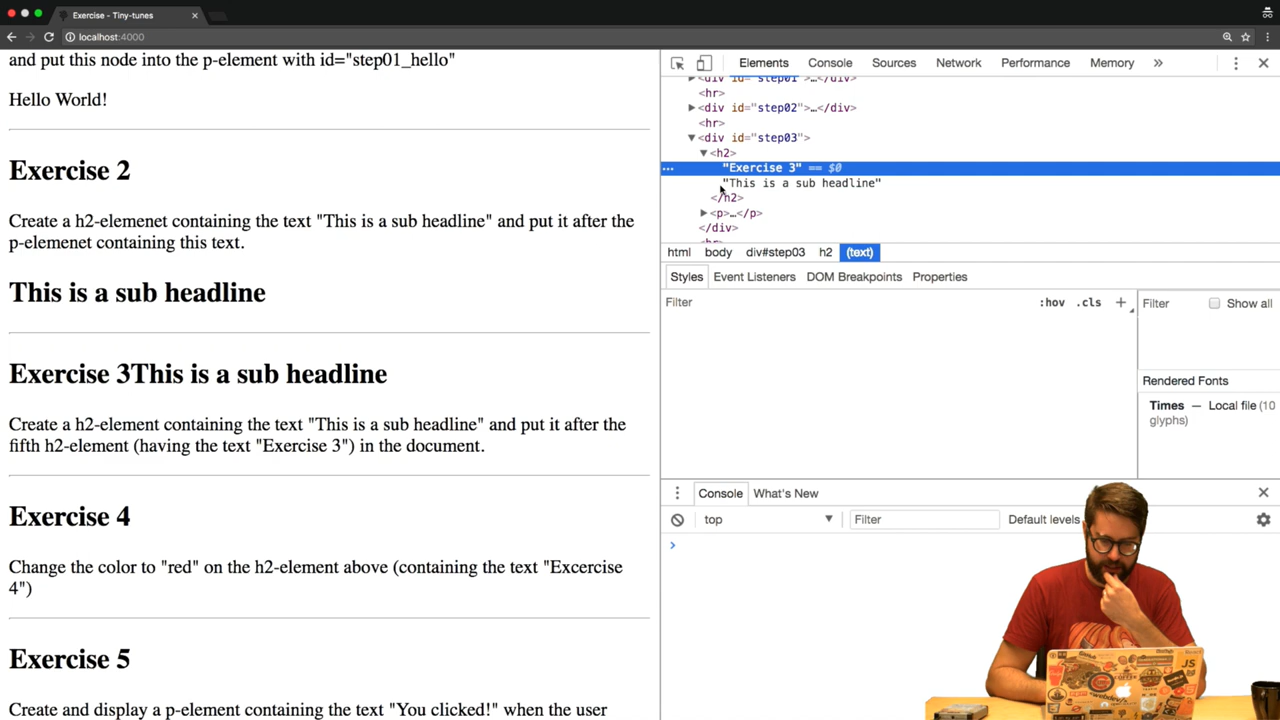 Exercise - Tiny-tunes
localhost:4000
and put this node into the p-element with id="step01_hello"
Hello World!
Exercise 2
Create a h2-elemenet containing the text "This is a sub headline" and put it after the
p-elemenet containing this text.
This is a sub headline
Exercise 3This is a sub headline
Create a h2-element containing the text "This is a sub headline" and put it after the
fifth h2-element (having the text "Exercise 3") in the document.
Exercise 4
Change the color to "red" on the h2-element above (containing the text "Excercise
4")
Exercise 5
Create and display a p-element containing the text "You clicked!" when the user
Elements Console Sources Network Performance Memory »
<div id="step01">…</div>
<hr>
<div id="step02">…</div>
<hr>
<div id="step03">
<h2>
"Exercise 3" == $0
"This is a sub headline"
</h2>
<p>…</p>
</div>
<hr>
html body div#step03 h2 (text)
Styles Event Listeners DOM Breakpoints Properties
Filter :hov .cls +
Filter Show all
Rendered Fonts
Times — Local file (10
glyphs)
Console What's New
top Filter Default levels
JS